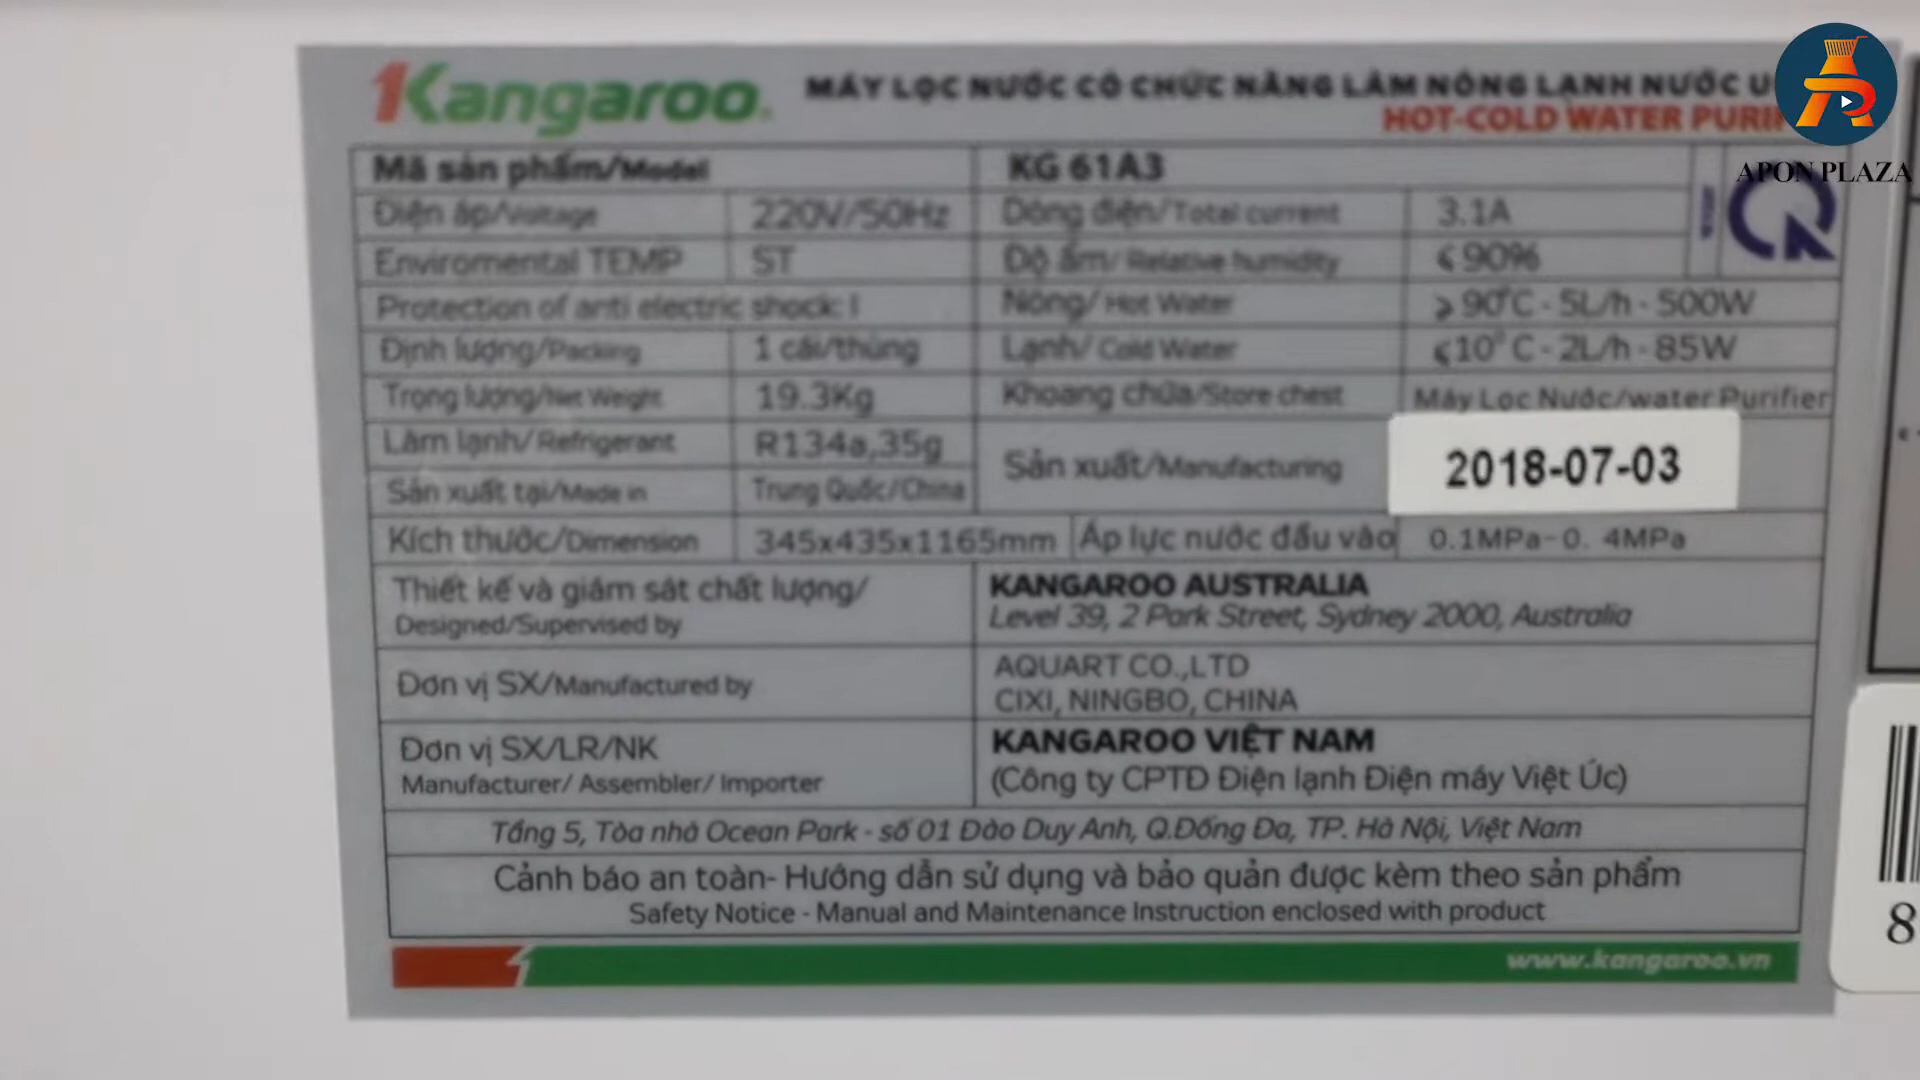 Kangaroo
MÁY LỌC NƯỚC CÓ CHỨC NĂNG LÀM NÓNG LẠNH NƯỚC U
HOT-COLD WATER PURIF
APON PLAZA
Mã sản phẩm/Model KG 61A3
Điện áp/Voltage 220V/50Hz Dòng điện/Total current 3.1A
Enviromental TEMP ST Độ ẩm/ Relative humidity ⩽ 90%
Protection of anti electric shock: I Nóng/ Hot Water ⩾ 90°C - 5L/h - 500W
Định lượng/Packing 1 cái/thùng Lạnh/ Cold Water ⩽10° C - 2L/h - 85W
Trọng lượng/Net Weight 19.3Kg Khoang chứa/Store chest Máy Lọc Nước/water Purifier
Làm lạnh/ Refrigerant R134a,35g Sản xuất/Manufacturing 2018-07-03
Sản xuất tại/Made in Trung Quốc/China
Kích thước/Dimension 345x435x1165mm Áp lực nước đầu vào 0.1MPa-0. 4MPa
Thiết kế và giám sát chất lượng/ KANGAROO AUSTRALIA
Designed/Supervised by Level 39, 2 Park Street, Sydney 2000, Australia
Đơn vị SX/Manufactured by AQUART CO.,LTD
CIXI, NINGBO, CHINA
Đơn vị SX/LR/NK KANGAROO VIỆT NAM
Manufacturer/ Assembler/ Importer (Công ty CPTD Điện lạnh Điện máy Việt Úc)
Tầng 5, Tòa nhà Ocean Park - số 01 Đào Duy Anh, Q.Đống Đa, TP. Hà Nội, Việt Nam
Cảnh báo an toàn- Hướng dẫn sử dụng và bảo quản được kèm theo sản phẩm
Safety Notice - Manual and Maintenance Instruction enclosed with product
www.kangaroo.vn
8